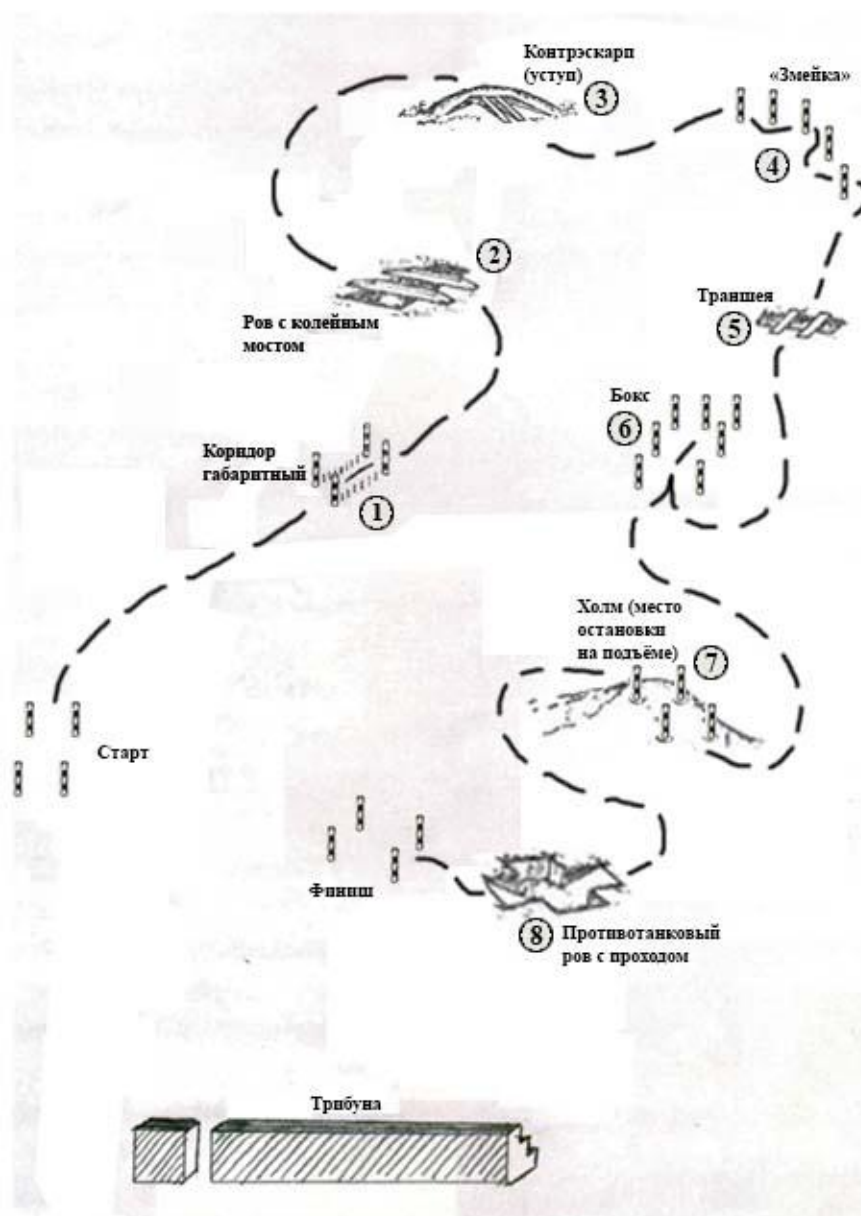 Контрэскарп
(уступ)
3
«Змейка»
4
2
Ров с колейным
мостом
Траншея
5
Бокс
6
Коридор
габаритный
1
Холм (место
остановки
на подъёме)
7
Старт
Финиш
8
Противотанковый
ров с проходом
Трибуна